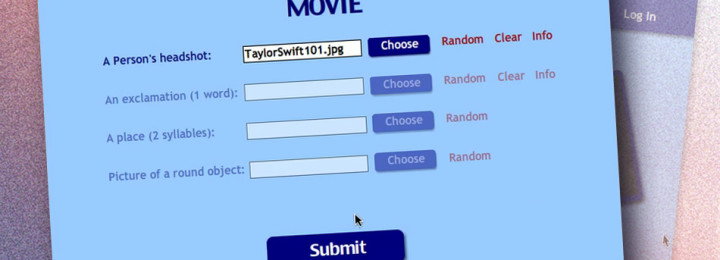 MOVIE
Log In
A Person's headshot: TaylorSwift101.jpg Choose Random Clear Info
An exclamation (1 word): Choose Random Clear Info
A place (2 syllables): Choose Random
Picture of a round object: Choose Random
Submit